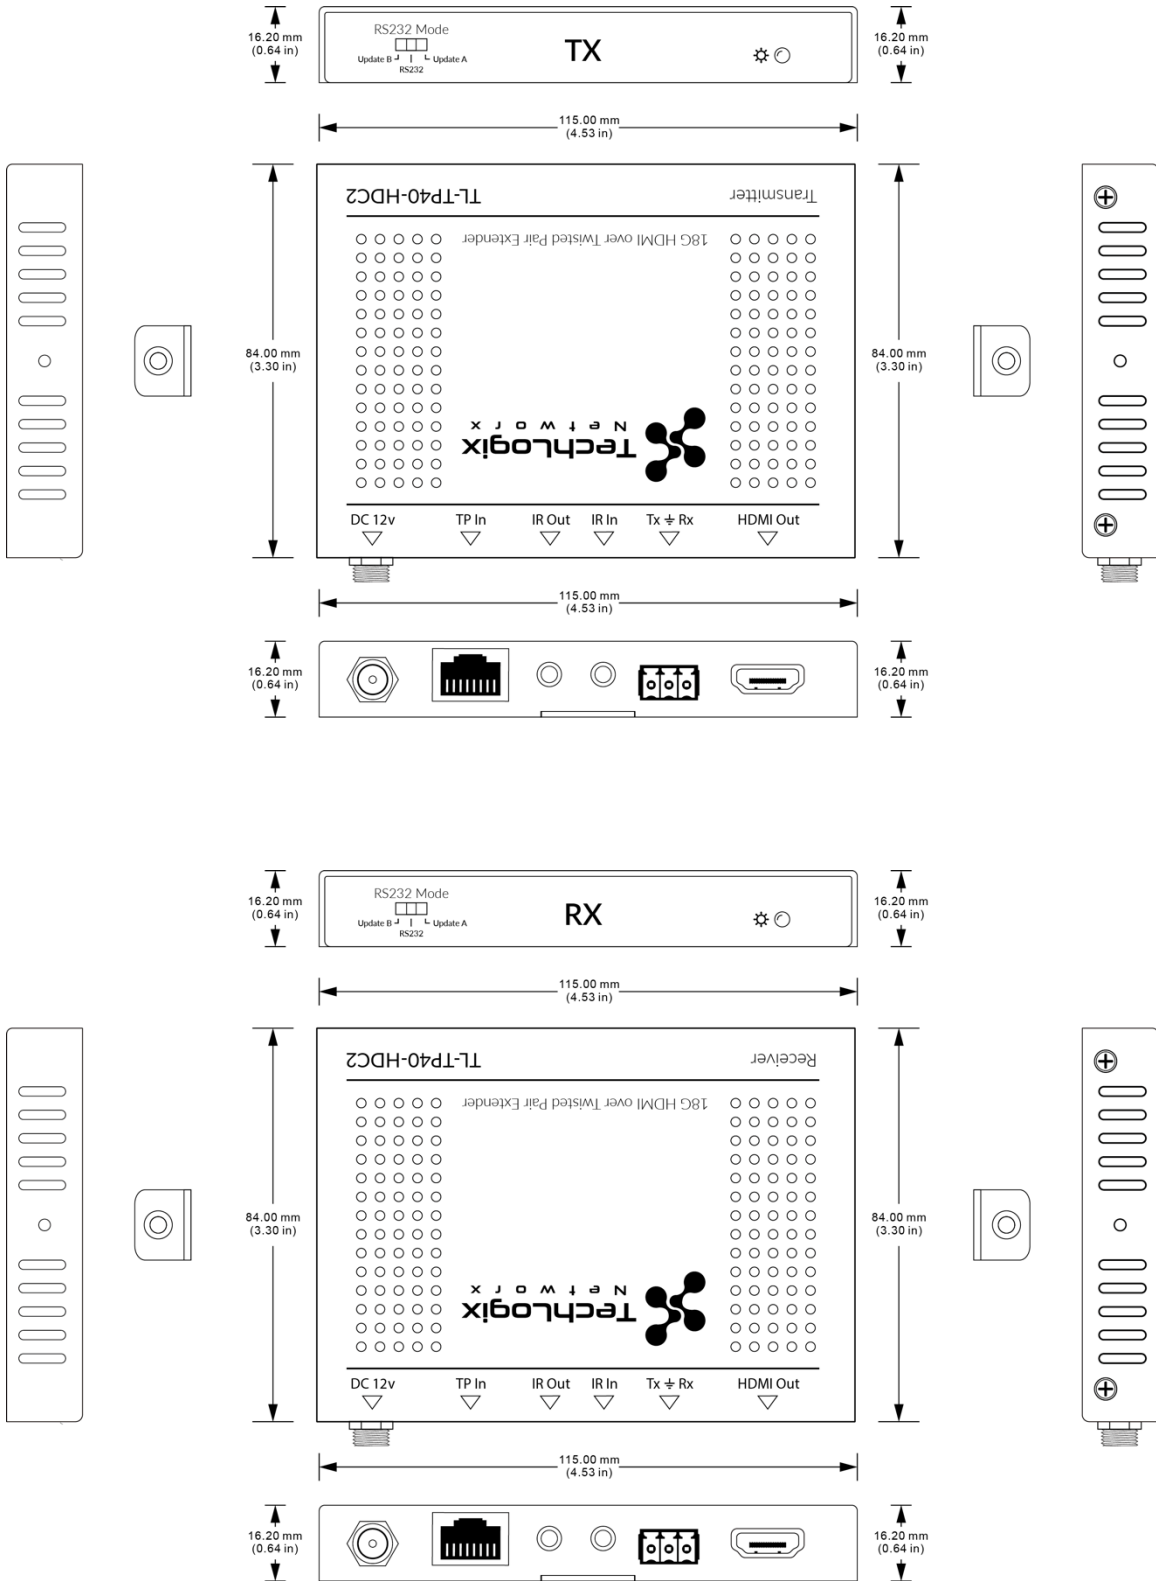 16.20 mm
(0.64 in)
RS232 Mode
Update B
RS232
Update A
TX
16.20 mm
(0.64 in)
115.00 mm
(4.53 in)
TL-TP40-HDC2
Transmitter
18G HDMI over Twisted Pair Extender
84.00 mm
(3.30 in)
84.00 mm
(3.30 in)
TechLogix
Networx
DC 12v
TP In
IR Out
IR In
Tx ⏚ Rx
HDMI Out
115.00 mm
(4.53 in)
16.20 mm
(0.64 in)
16.20 mm
(0.64 in)
16.20 mm
(0.64 in)
RS232 Mode
Update B
RS232
Update A
RX
16.20 mm
(0.64 in)
115.00 mm
(4.53 in)
TL-TP40-HDC2
Receiver
18G HDMI over Twisted Pair Extender
84.00 mm
(3.30 in)
84.00 mm
(3.30 in)
TechLogix
Networx
DC 12v
TP In
IR Out
IR In
Tx ⏚ Rx
HDMI Out
115.00 mm
(4.53 in)
16.20 mm
(0.64 in)
16.20 mm
(0.64 in)